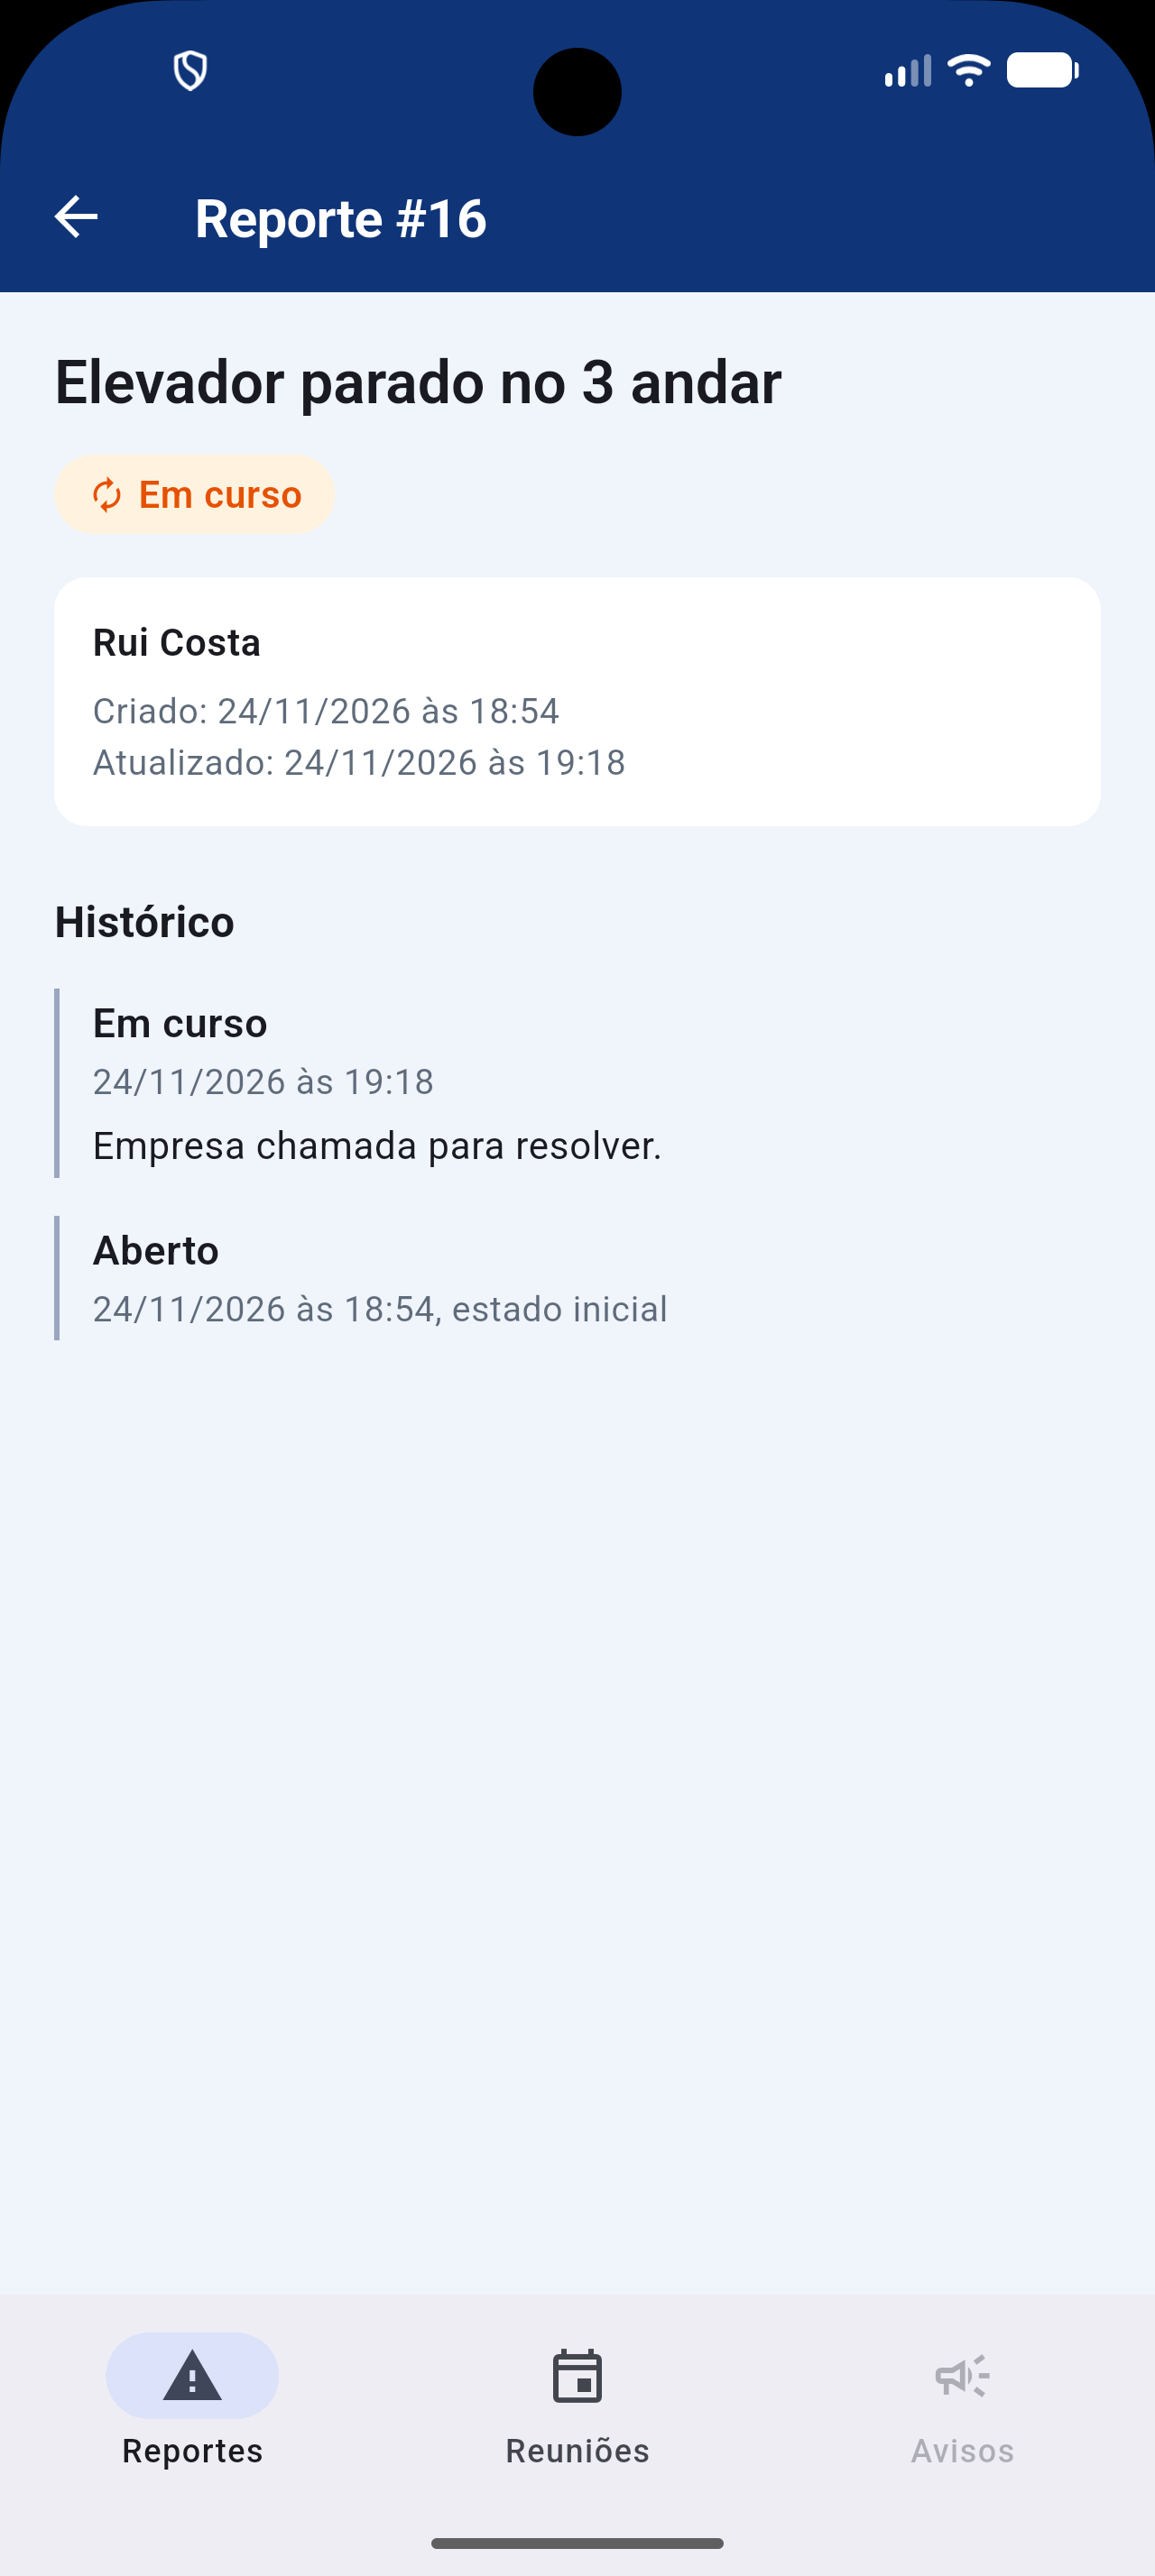 Reporte #16
Elevador parado no 3 andar
Em curso
Rui Costa
Criado: 24/11/2026 às 18:54
Atualizado: 24/11/2026 às 19:18
Histórico
Em curso
24/11/2026 às 19:18
Empresa chamada para resolver.
Aberto
24/11/2026 às 18:54, estado inicial
Reportes
Reuniões
Avisos